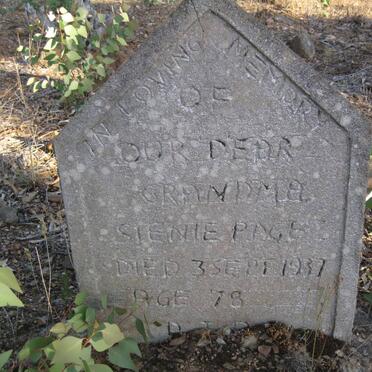 IN LOVING MEMORY
OF
OUR DEAR
GRANDMA
SIENIE PAGE
DIED 3 SEPT 1937
AGE 78